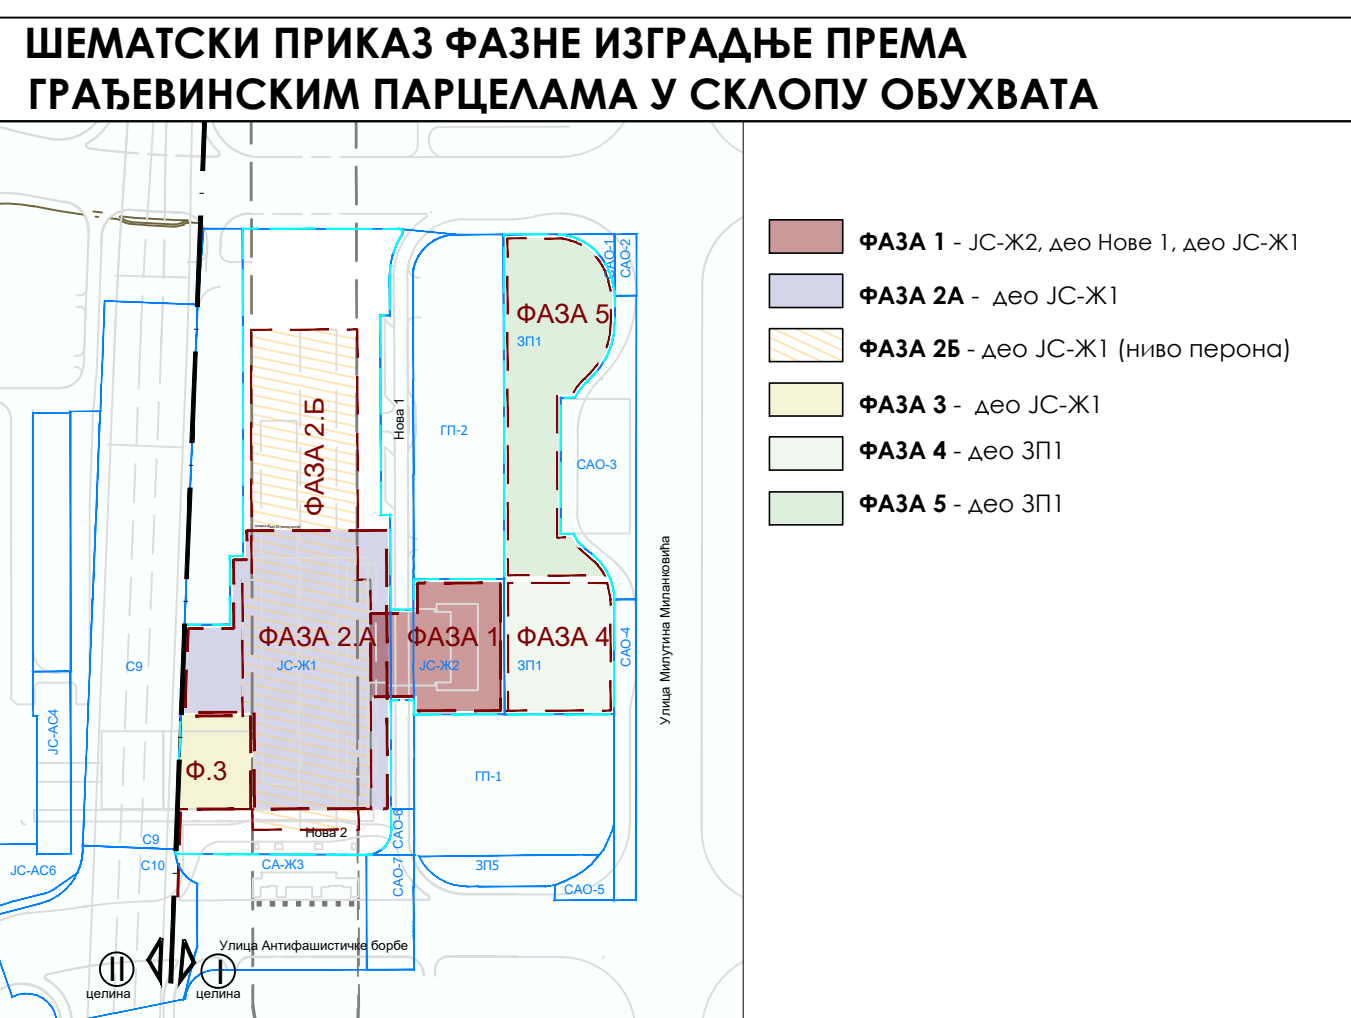 ШЕМАТСКИ ПРИКАЗ ФАЗНЕ ИЗГРАДЊЕ ПРЕМА
ГРАЂЕВИНСКИМ ПАРЦЕЛАМА У СКЛОПУ ОБУХВАТА
ФАЗА 1 - ЈС-Ж2, део Нове 1, део ЈС-Ж1
ФАЗА 2А - део ЈС-Ж1
ФАЗА 2Б - део ЈС-Ж1 (ниво перона)
ФАЗА 3 - део ЈС-Ж1
ФАЗА 4 - део ЗП1
ФАЗА 5 - део ЗП1
САО-1
САО-2
ФАЗА 5
ЗП1
Нова 1
ФАЗА 2.Б
ГП-2
САО-3
Улица Милутина Миланковића
ФАЗА 2.А
ЈС-Ж1
ФАЗА 1
ЈС-Ж2
ФАЗА 4
ЗП1
САО-4
С9
ЈС-АС4
Ф.3
ГП-1
Нова 2
САО-6
С9
С10
ЈС-АС6
СА-Ж3
САО-7
ЗП5
САО-5
Улица Антифашистичке борбе
II
целина
I
целина